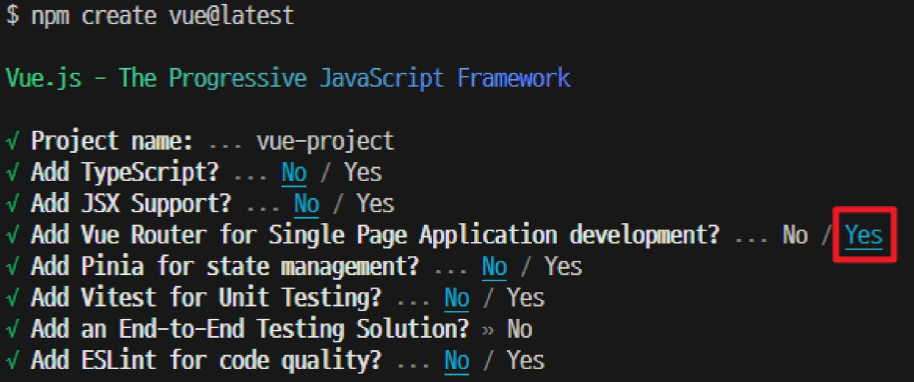 $ npm create vue@latest
Vue.js - The Progressive JavaScript Framework
√ Project name: ... vue-project
√ Add TypeScript? ... No / Yes
√ Add JSX Support? ... No / Yes
√ Add Vue Router for Single Page Application development? ... No / Yes
√ Add Pinia for state management? ... No / Yes
√ Add Vitest for Unit Testing? ... No / Yes
√ Add an End-to-End Testing Solution? » No
√ Add ESLint for code quality? ... No / Yes